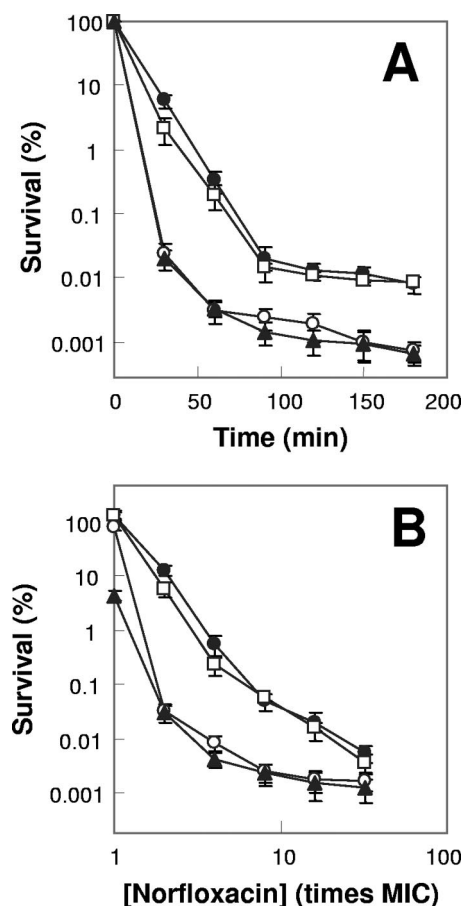 A
100
10
1
0.1
0.01
0.001
Survival (%)
0 50 100 150 200
Time (min)
B
100
10
1
0.1
0.01
0.001
Survival (%)
1 10 100
[Norfloxacin] (times MIC)